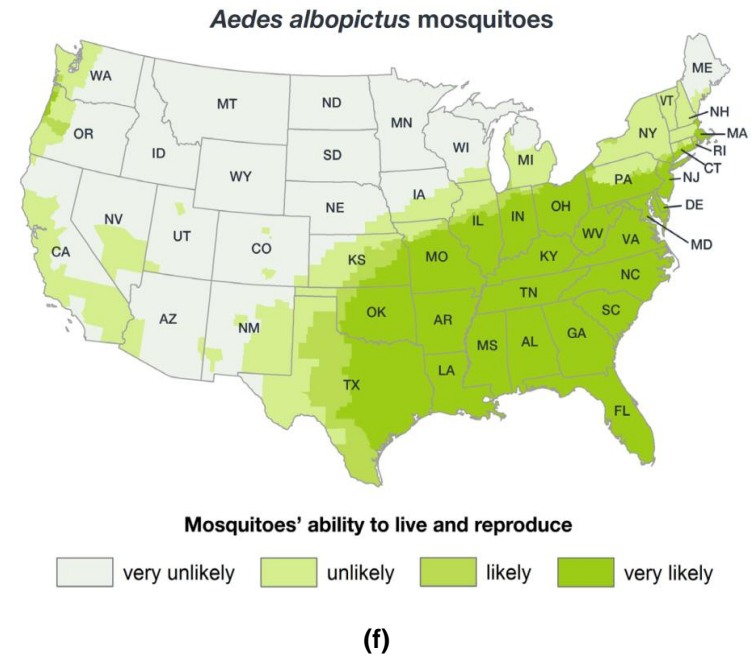 Aedes albopictus mosquitoes
WA
MT
ND
MN
ME
OR
ID
WY
SD
WI
MI
VT
NH
NY
MA
RI
CT
NV
UT
CO
NE
IA
IL
IN
OH
PA
NJ
DE
MD
CA
AZ
NM
KS
MO
KY
WV
VA
OK
AR
TN
NC
SC
TX
LA
MS
AL
GA
FL
Mosquitoes' ability to live and reproduce
very unlikely unlikely likely very likely
(f)